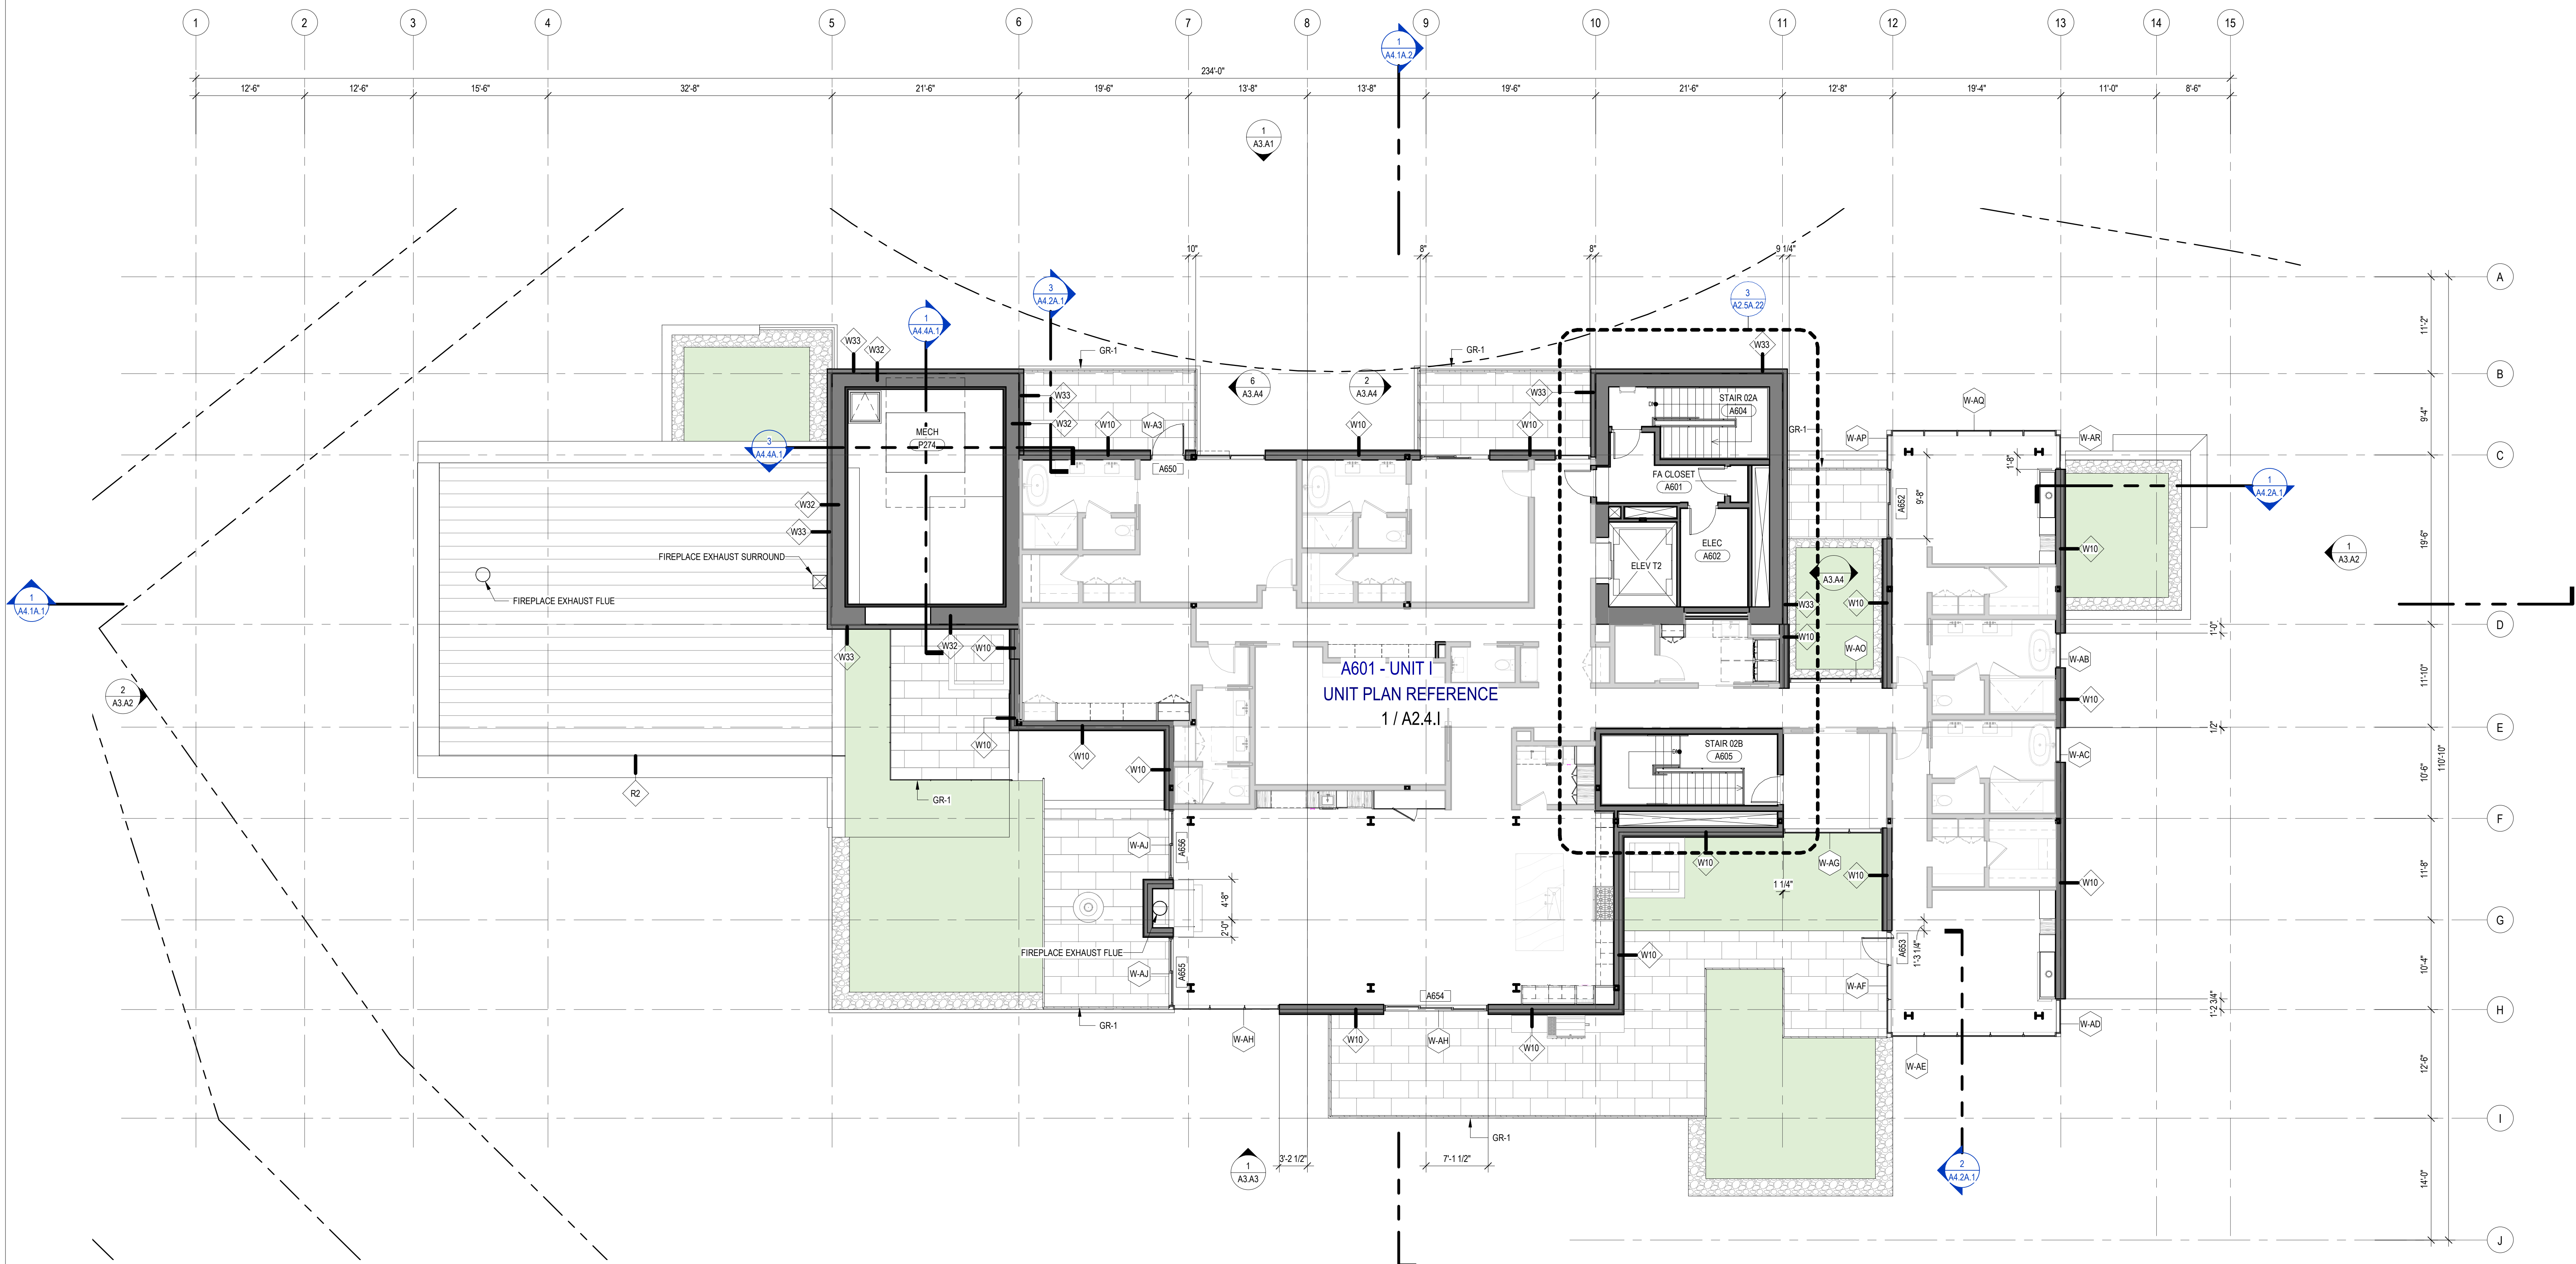 1 2 3 4 5 6 7 8 9 10 11 12 13 14 15
1
A4.1A.2
234'-0"
12'-6" 12'-6" 15'-6" 32'-8" 21'-6" 19'-6" 13'-8" 13'-8" 19'-6" 21'-6" 12'-8" 19'-4" 11'-0" 8'-6"
1
A3.A1
10" 8" 8" 9 1/4"
A
3
A4.2A.1
3
A2.5A.22
1
A4.4A.1
11'-2"
W33
W32
GR-1
GR-1
W33
B
6
A3.A4
2
A3.A4
W33
W32
W-A3
W10
W10
W10
W33
STAIR 02A
A604
GR-1
W-AQ
W-AP
W-AR
9'-4"
MECH
P274
3
A4.4A.1
A650
C
1'-8"
9'-8"
A652
FA CLOSET
A601
1
A4.2A.1
W32
W33
ELEC
A602
ELEV T2
19'-6"
W10
1
A3.A2
FIREPLACE EXHAUST SURROUND
FIREPLACE EXHAUST FLUE
A3.A4
1
A4.1A.1
W33
W10
W10
D
1'-0"
W33
W32
W10
W-AO
W-AB
A601 - UNIT I
UNIT PLAN REFERENCE
1 / A2.4.I
2
A3.A2
W10
11'-10"
110'-10"
W10
W10
W10
1/2"
E
STAIR 02B
A605
W-AC
R2
GR-1
10'-6"
F
W-AJ
A656
W10
W-AG
W10
W10
1 1/4"
11'-8"
4'-8"
2'-0"
G
FIREPLACE EXHAUST FLUE
W10
A653
1'-3 1/4"
W-AJ
A655
W-AF
10'-4"
A654
1'-2 3/4"
H
GR-1
W-AH
W10
W-AH
W10
W-AD
W-AE
12'-6"
I
GR-1
3'-2 1/2"
7'-1 1/2"
1
A3.A3
2
A4.2A.1
14'-0"
J